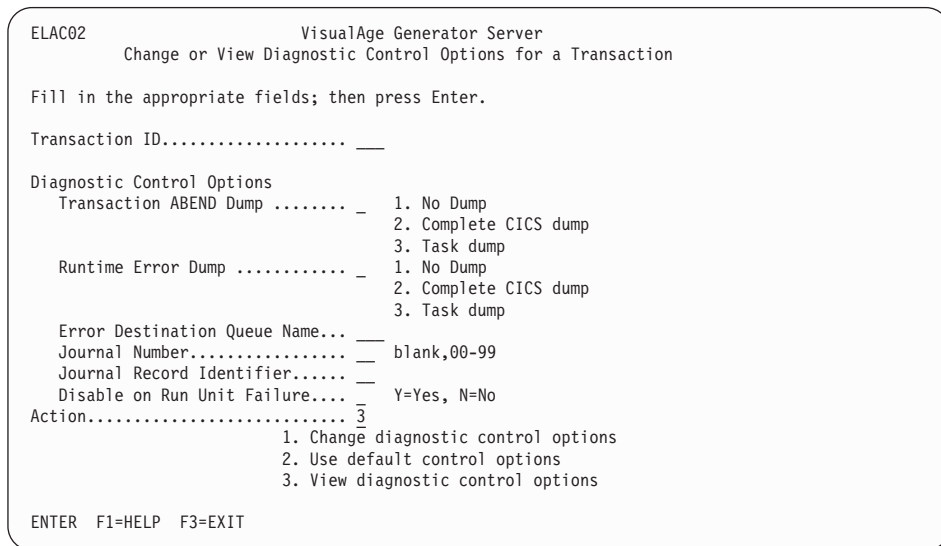 ELAC02 VisualAge Generator Server
Change or View Diagnostic Control Options for a Transaction
Fill in the appropriate fields; then press Enter.
Transaction ID.................... ___
Diagnostic Control Options
Transaction ABEND Dump ........ _ 1. No Dump
2. Complete CICS dump
3. Task dump
Runtime Error Dump ............ _ 1. No Dump
2. Complete CICS dump
3. Task dump
Error Destination Queue Name... ___
Journal Number................. __ blank,00-99
Journal Record Identifier...... __
Disable on Run Unit Failure.... _ Y=Yes, N=No
Action............................ 3
1. Change diagnostic control options
2. Use default control options
3. View diagnostic control options
ENTER F1=HELP F3=EXIT